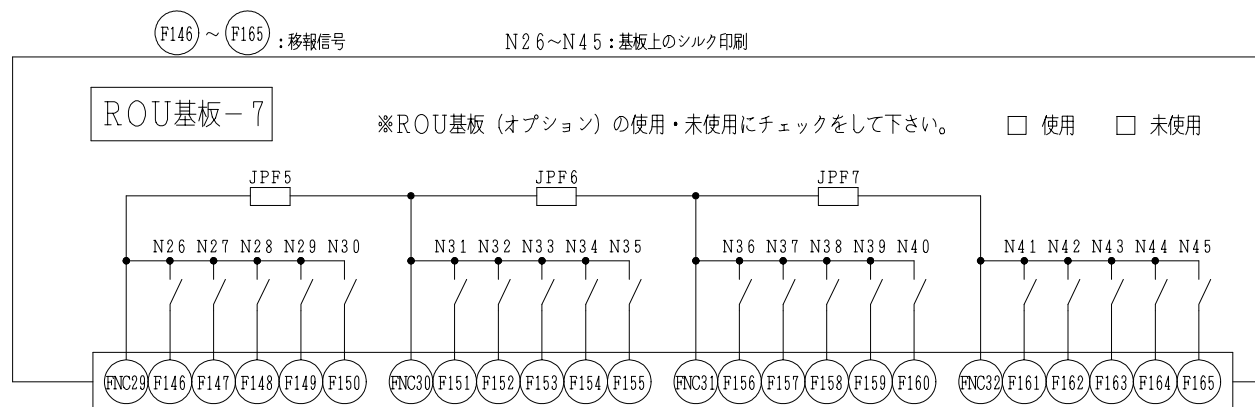 F146 ～ F165 : 移報信号 N26~N45 : 基板上のシルク印刷
ROU基板－7
※ROU基板（オプション）の使用・未使用にチェックをして下さい。 □ 使用 □ 未使用
JPF5 JPF6 JPF7
N26 N27 N28 N29 N30 N31 N32 N33 N34 N35 N36 N37 N38 N39 N40 N41 N42 N43 N44 N45
FNC29 F146 F147 F148 F149 F150 FNC30 F151 F152 F153 F154 F155 FNC31 F156 F157 F158 F159 F160 FNC32 F161 F162 F163 F164 F165